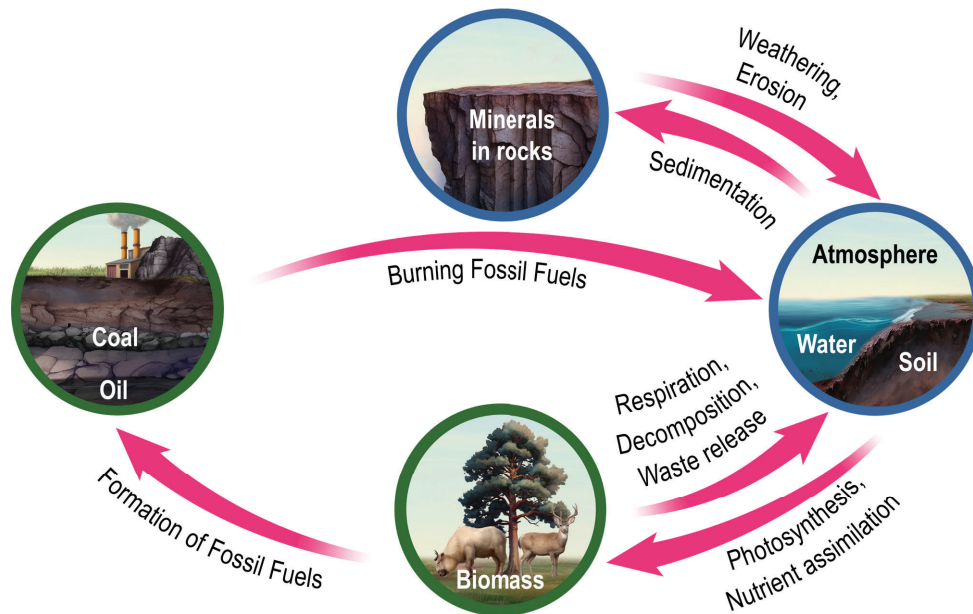 Weathering,
Erosion
Minerals
in rocks
Sedimentation
Atmosphere
Burning Fossil Fuels
Coal
Water
Soil
Oil
Respiration,
Decomposition,
Waste release
Formation of Fossil Fuels
Biomass
Photosynthesis,
Nutrient assimilation